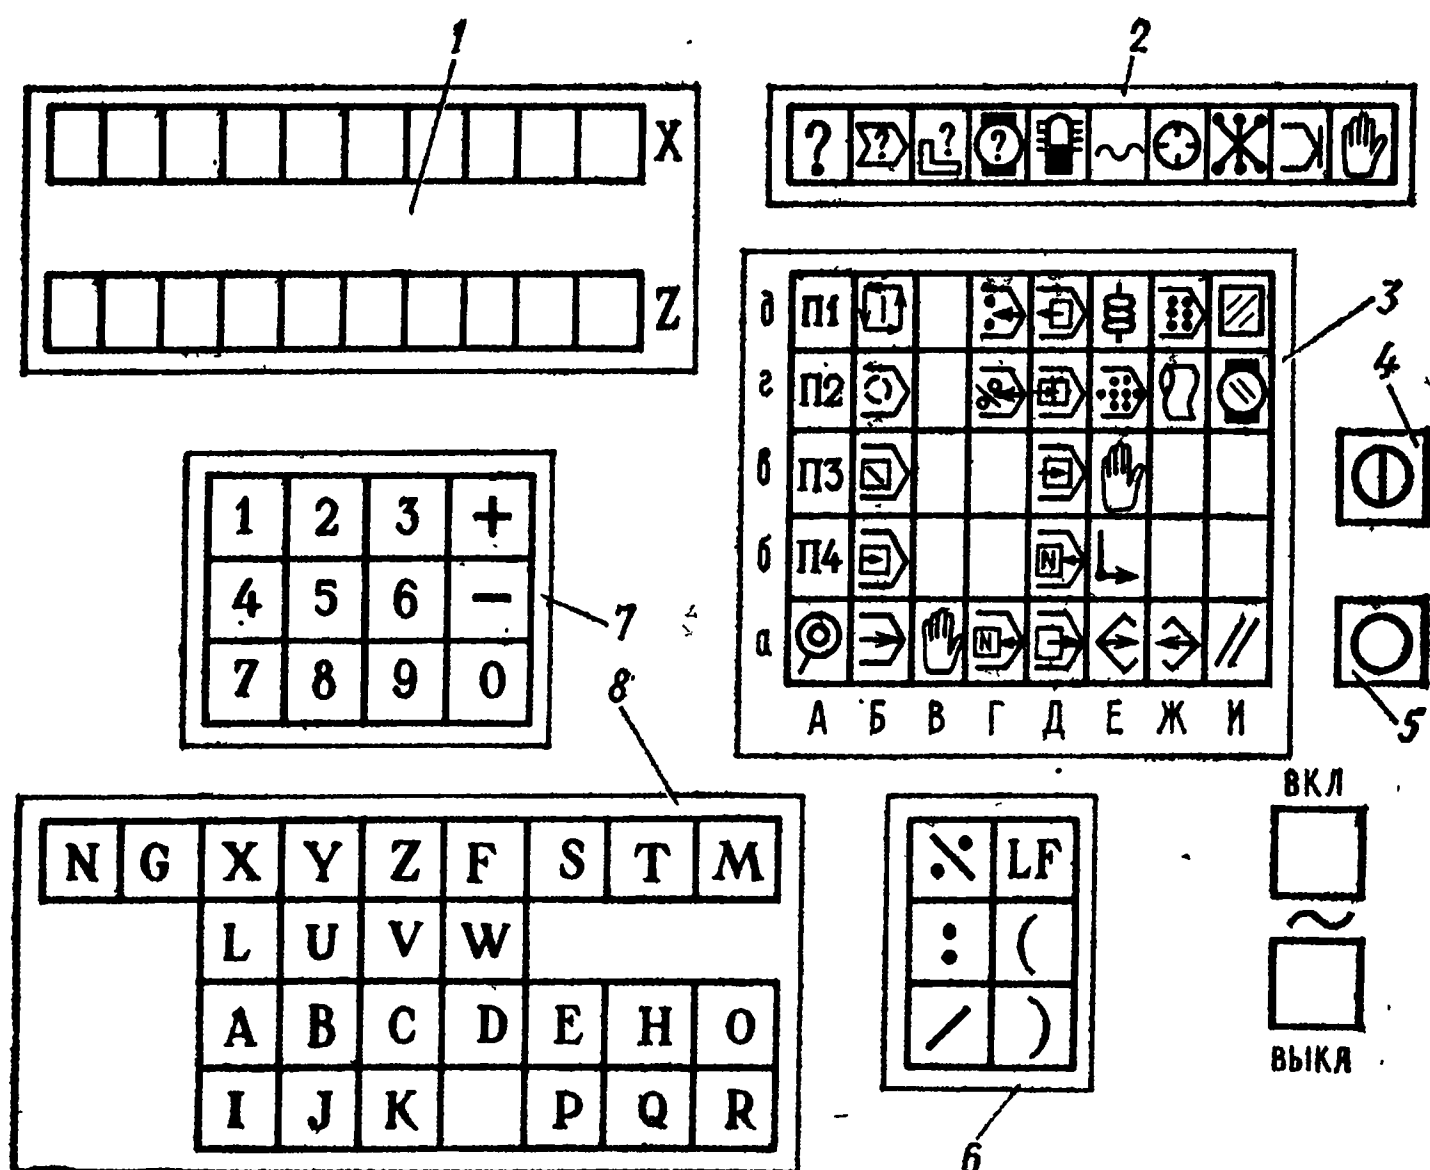 1
2
X
? ? ? ?
Z
3
д П1
4
г П2
в П3
б П4 N
а N
А Б В Г Д Е Ж И
5
1 2 3 +
4 5 6 −
7 8 9 0
7
8
N G X Y Z F S T M
L U V W
A B C D E H O
I J K P Q R
% LF
: (
/ )
6
ВКЛ
~
ВЫКЛ